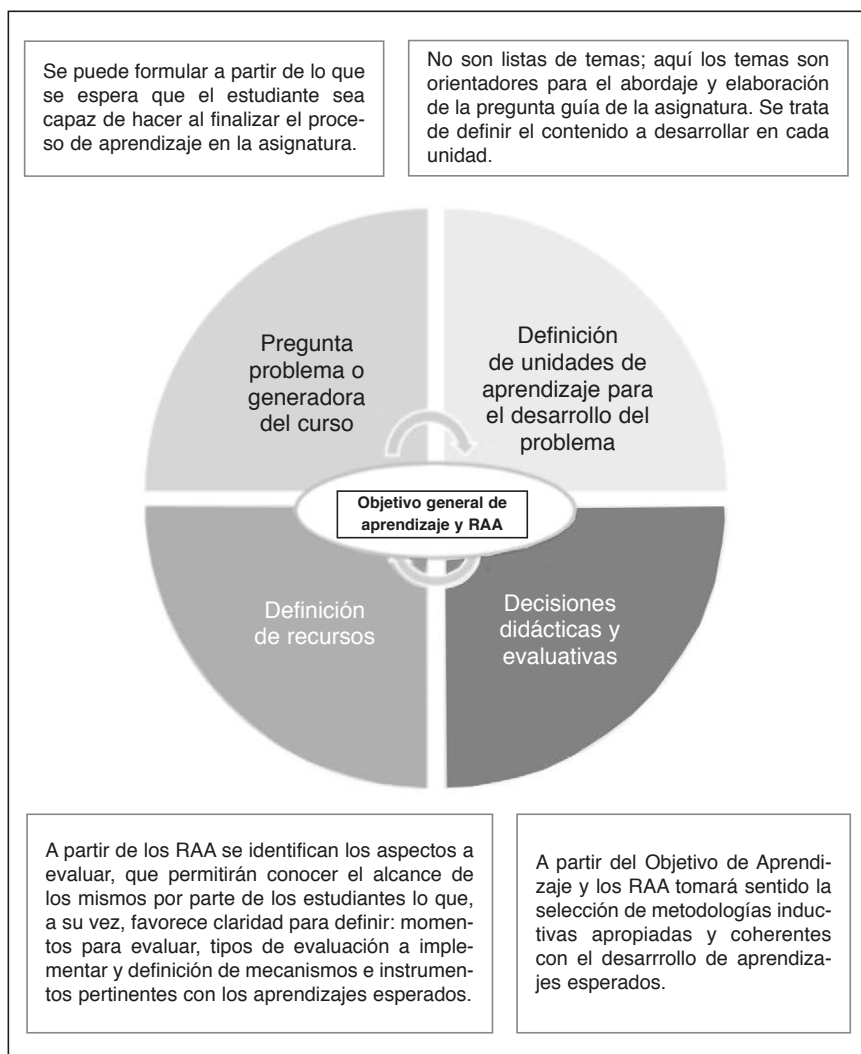 Se puede formular a partir de lo que
se espera que el estudiante sea
capaz de hacer al finalizar el proce-
so de aprendizaje en la asignatura.
No son listas de temas; aquí los temas son
orientadores para el abordaje y elaboración
de la pregunta guía de la asignatura. Se trata
de definir el contenido a desarrollar en cada
unidad.
Pregunta
problema o
generadora
del curso
Definición
de unidades de
aprendizaje para
el desarrollo del
problema
Objetivo general de
aprendizaje y RAA
Definición
de recursos
Decisiones
didácticas y
evaluativas
A partir de los RAA se identifican los aspectos a
evaluar, que permitirán conocer el alcance de
los mismos por parte de los estudiantes lo que,
a su vez, favorece claridad para definir: momen-
tos para evaluar, tipos de evaluación a imple-
mentar y definición de mecanismos e instrumen-
tos pertinentes con los aprendizajes esperados.
A partir del Objetivo de Aprendi-
zaje y los RAA tomará sentido la
selección de metodologías induc-
tivas apropiadas y coherentes
con el desarrrollo de aprendiza-
jes esperados.